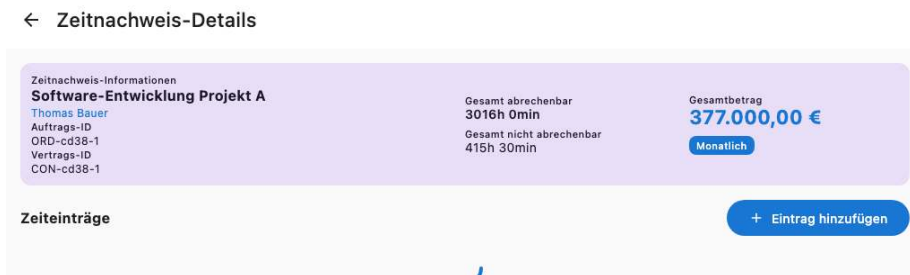 ← Zeitnachweis-Details
Zeitnachweis-Informationen
Software-Entwicklung Projekt A
Thomas Bauer
Auftrags-ID
ORD-cd38-1
Vertrags-ID
CON-cd38-1
Gesamt abrechenbar
3016h 0min
Gesamt nicht abrechenbar
415h 30min
Gesamtbetrag
377.000,00 €
Monatlich
Zeiteinträge
+ Eintrag hinzufügen